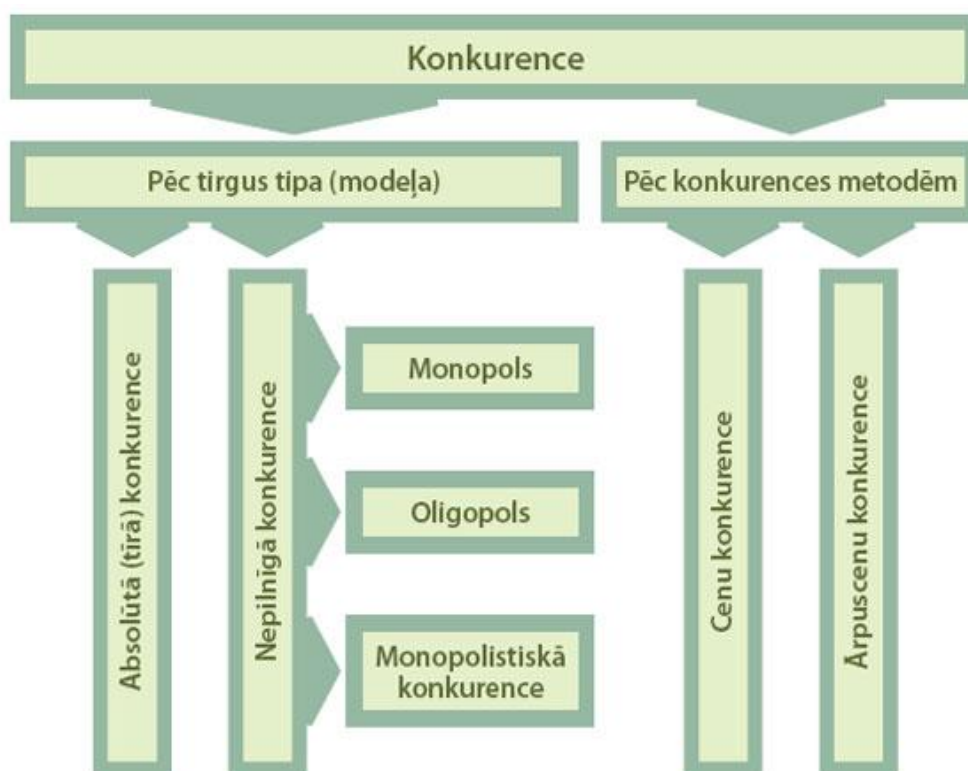 Konkurence
Pēc tirgus tipa (modeļa)
Pēc konkurences metodēm
Absolūtā (tīrā) konkurence
Nepilnīgā konkurence
Monopols
Oligopols
Monopolistiskā
konkurence
Cenu konkurence
Ārpuscenu konkurence